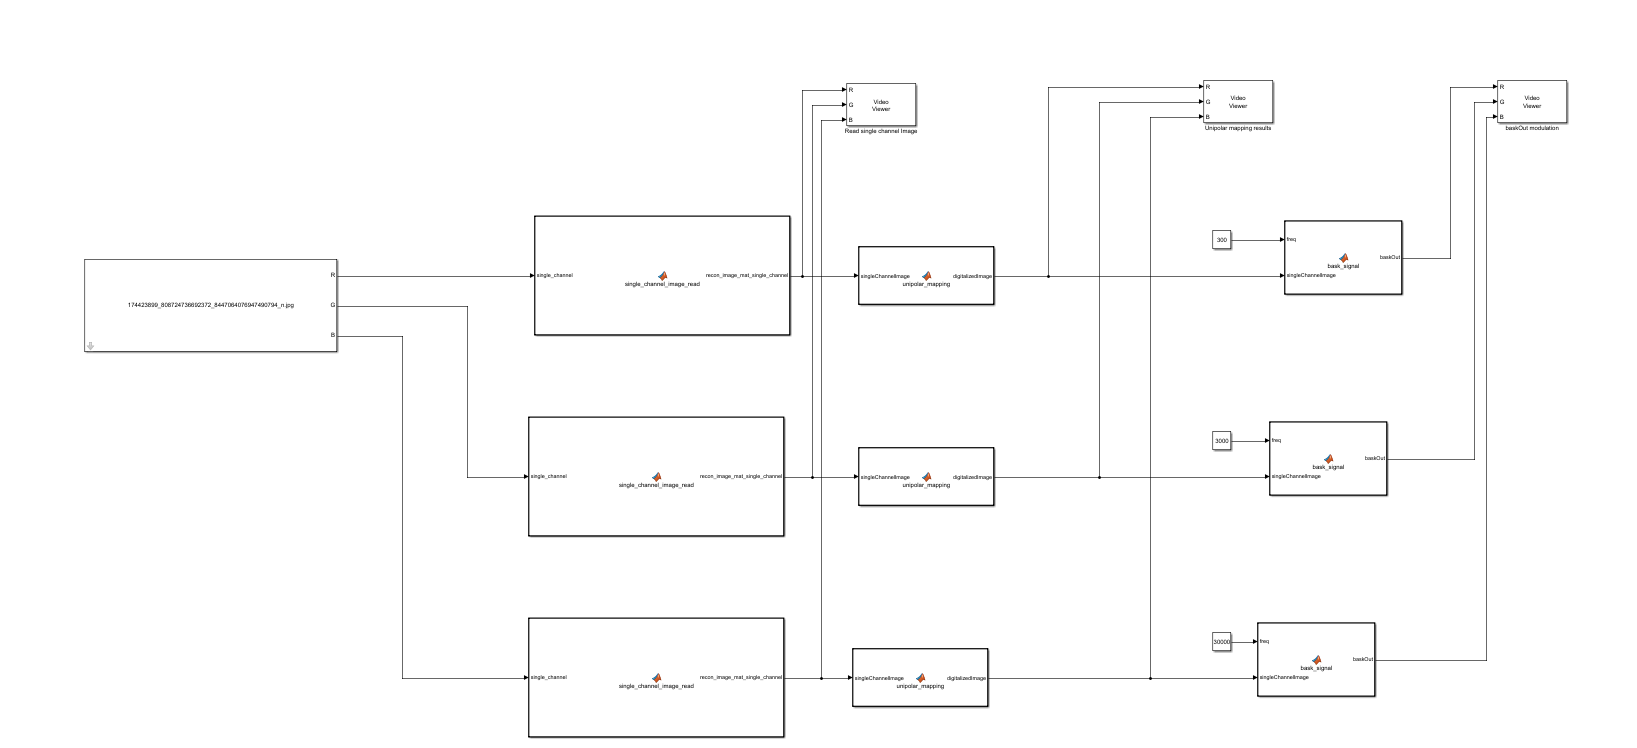 R
G
B
Video
Viewer
Read single channel Image
R
G
B
Video
Viewer
Unipolar mapping results
R
G
B
Video
Viewer
baskOut modulation
174423899_808724736692372_8447064076947490794_n.jpg
R
G
B
single_channel
single_channel_image_read
recon_image_mat_single_channel
singleChannelImage
unipolar_mapping
digitalizedImage
300
freq
singleChannelImage
bask_signal
baskOut
single_channel
single_channel_image_read
recon_image_mat_single_channel
singleChannelImage
unipolar_mapping
digitalizedImage
3000
freq
singleChannelImage
bask_signal
baskOut
single_channel
single_channel_image_read
recon_image_mat_single_channel
singleChannelImage
unipolar_mapping
digitalizedImage
30000
freq
singleChannelImage
bask_signal
baskOut